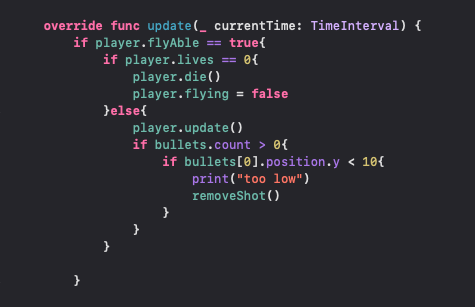 override func update(_ currentTime: TimeInterval) {
if player.flyAble == true{
if player.lives == 0{
player.die()
player.flying = false
}else{
player.update()
if bullets.count > 0{
if bullets[0].position.y < 10{
print("too low")
removeShot()
}
}
}
}